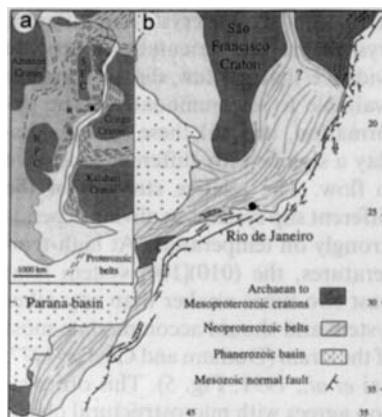 a
b
São
Francisco
Craton
Amazon
Craton
S F C
Congo
Craton
R P C
Kalahari
Craton
?
20
Proterozoic
belts
1000 km
25
Rio de Janeiro
Paraná basin
Archaean to
Mesoproterozoic cratons
30
Neoproterozoic belts
Phanerozoic basin
Mesozoic normal fault
35
45
40